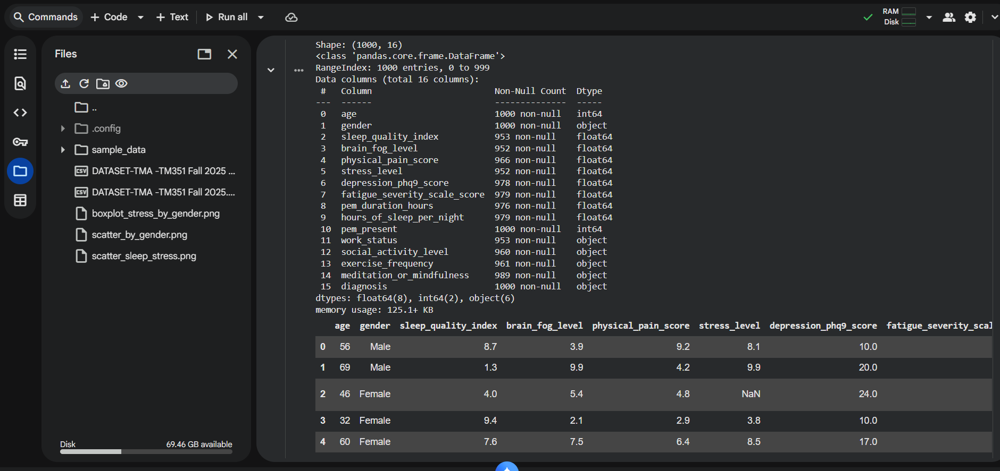 Commands + Code + Text Run all RAM
Disk
Files
..
.config
sample_data
DATASET-TMA -TM351 Fall 2025 ...
DATASET-TMA -TM351 Fall 2025....
boxplot_stress_by_gender.png
scatter_by_gender.png
scatter_sleep_stress.png
Disk 69.46 GB available
Shape: (1000, 16)
<class 'pandas.core.frame.DataFrame'>
RangeIndex: 1000 entries, 0 to 999
Data columns (total 16 columns):
# Column Non-Null Count Dtype
--- ------ -------------- -----
0 age 1000 non-null int64
1 gender 1000 non-null object
2 sleep_quality_index 953 non-null float64
3 brain_fog_level 952 non-null float64
4 physical_pain_score 966 non-null float64
5 stress_level 952 non-null float64
6 depression_phq9_score 978 non-null float64
7 fatigue_severity_scale_score 979 non-null float64
8 pem_duration_hours 976 non-null float64
9 hours_of_sleep_per_night 979 non-null float64
10 pem_present 1000 non-null int64
11 work_status 953 non-null object
12 social_activity_level 960 non-null object
13 exercise_frequency 961 non-null object
14 meditation_or_mindfulness 989 non-null object
15 diagnosis 1000 non-null object
dtypes: float64(8), int64(2), object(6)
memory usage: 125.1+ KB
age gender sleep_quality_index brain_fog_level physical_pain_score stress_level depression_phq9_score fatigue_severity_scal
0 56 Male 8.7 3.9 9.2 8.1 10.0
1 69 Male 1.3 9.9 4.2 9.9 20.0
2 46 Female 4.0 5.4 4.8 NaN 24.0
3 32 Female 9.4 2.1 2.9 3.8 10.0
4 60 Female 7.6 7.5 6.4 8.5 17.0